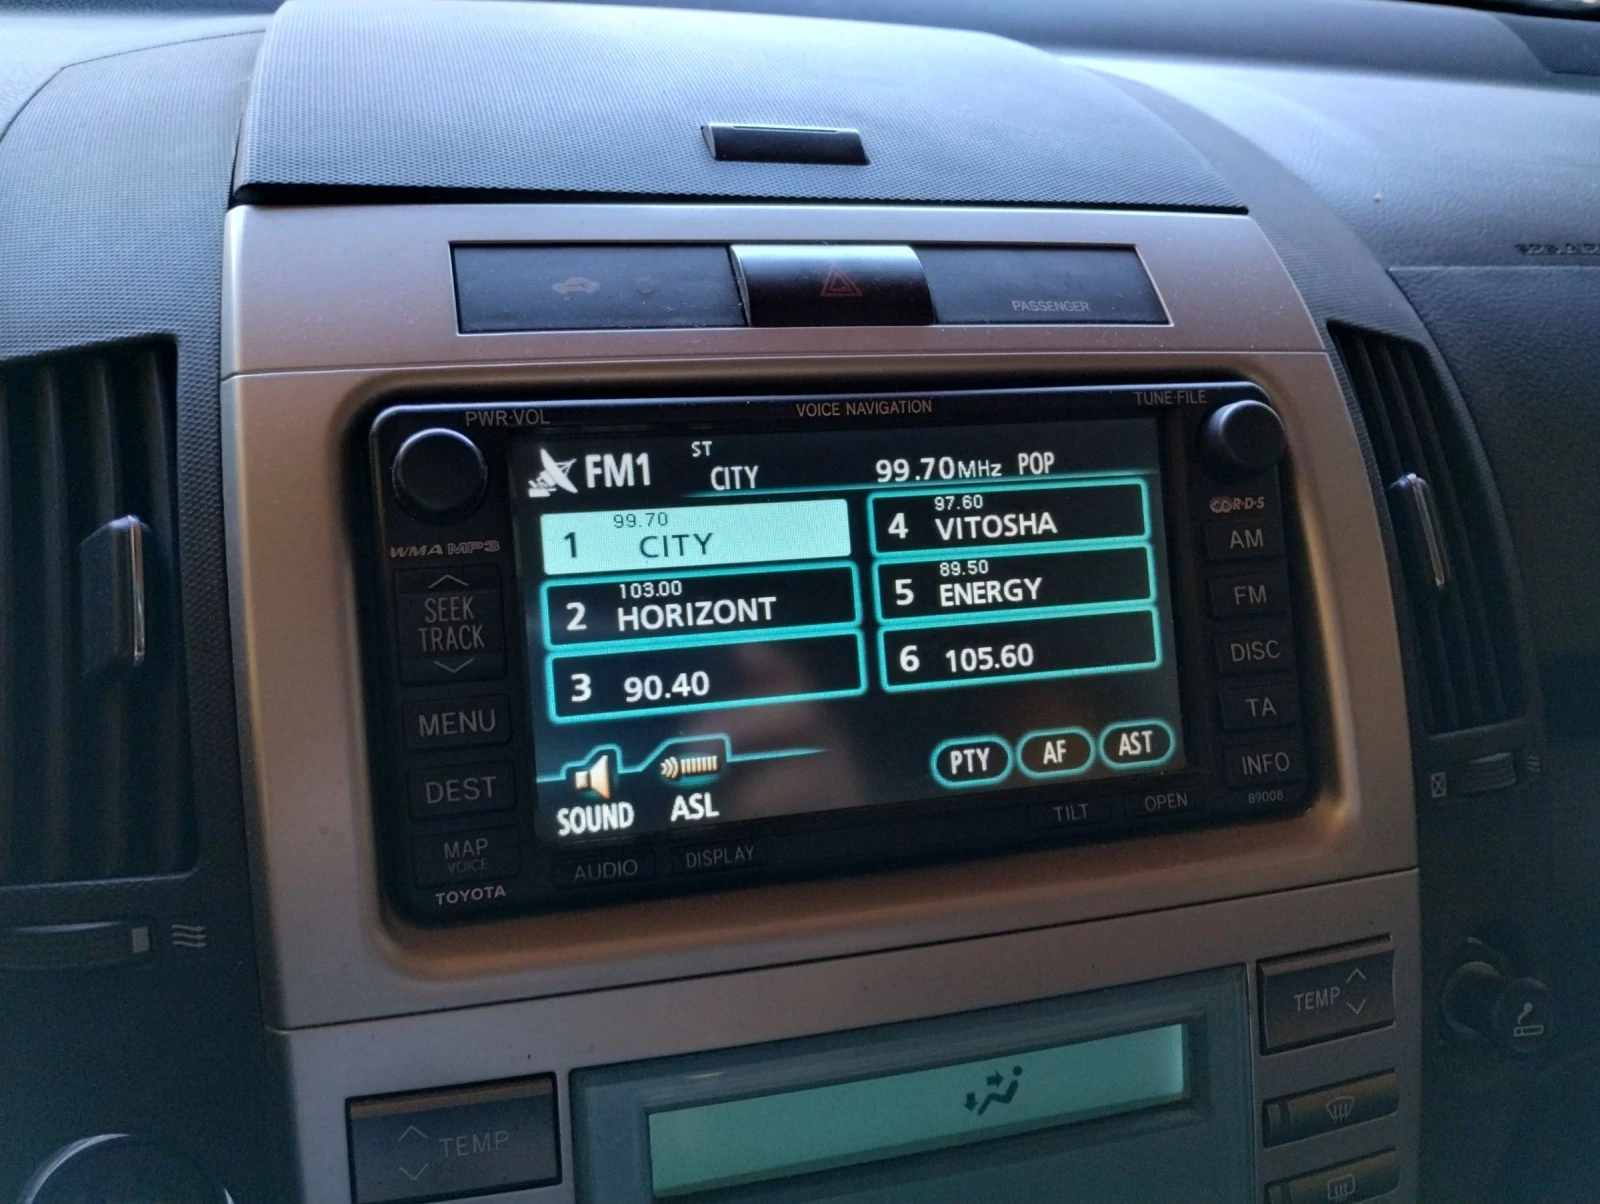 PASSENGER
PWR·VOL
VOICE NAVIGATION
TUNE·FILE
FM1
ST
CITY
99.70MHz POP
1 99.70 CITY
2 103.00 HORIZONT
3 90.40
4 97.60 VITOSHA
5 89.50 ENERGY
6 105.60
SOUND
ASL
PTY
AF
AST
WMA MP3
SEEK
TRACK
MENU
DEST
MAP
VOICE
TOYOTA
AUDIO
DISPLAY
TILT
OPEN
R·D·S
AM
FM
DISC
TA
INFO
B9008
TEMP
TEMP